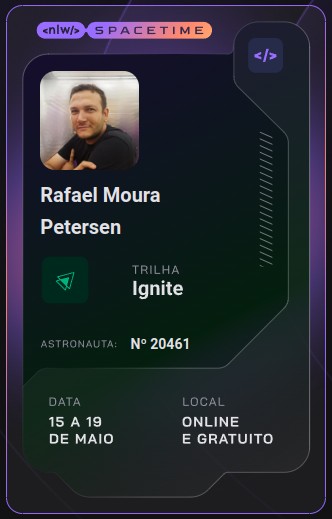 <nlw/> SPACETIME
</>
Rafael Moura
Petersen
TRILHA
Ignite
ASTRONAUTA: Nº 20461
DATA
15 A 19
DE MAIO
LOCAL
ONLINE
E GRATUITO